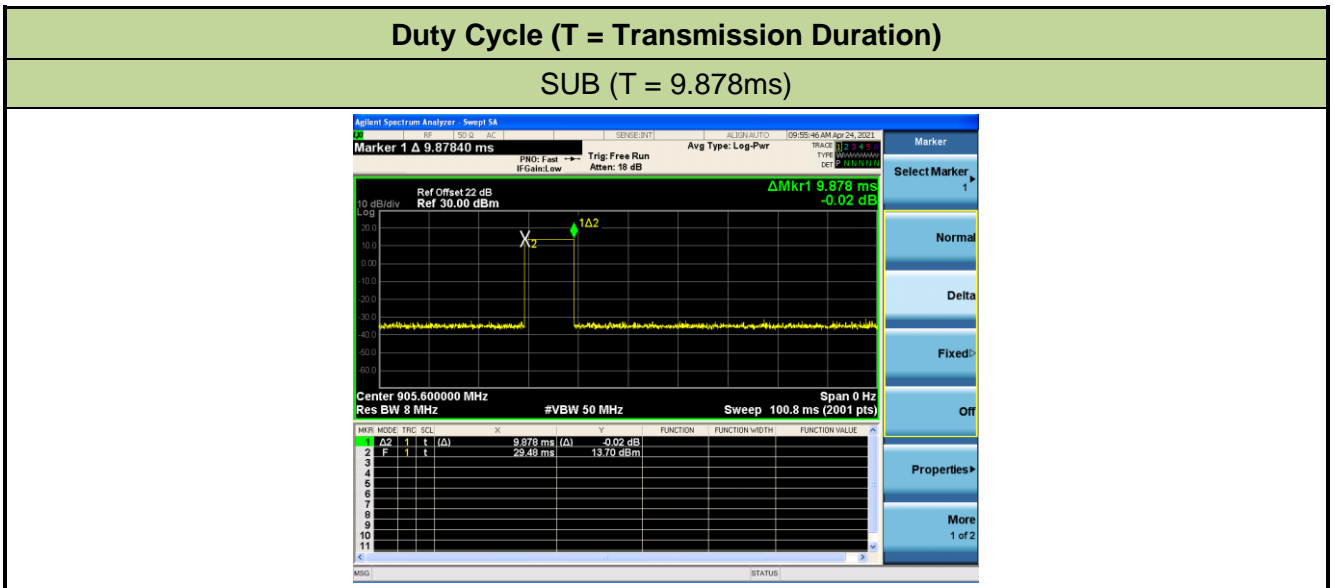 Duty Cycle (T = Transmission Duration)
SUB (T = 9.878ms)
Agilent Spectrum Analyzer - Swept SA
RF 50 Ω AC SENSE:INT ALIGNAUTO 09:55:46 AM Apr 24, 2021
Marker 1 Δ 9.87840 ms
PNO: Fast
IFGain:Low
Trig: Free Run
Atten: 18 dB
Avg Type: Log-Pwr
TRACE 1 2 3 4 5 6
TYPE WWWWWW
DET P N N N N N
ΔMkr1 9.878 ms
-0.02 dB
Ref Offset 22 dB
Ref 30.00 dBm
10 dB/div
Log
20.0
10.0
0.00
-10.0
-20.0
-30.0
-40.0
-50.0
-60.0
1Δ2
X2
Center 905.600000 MHz Span 0 Hz
Res BW 8 MHz #VBW 50 MHz Sweep 100.8 ms (2001 pts)
MKR MODE TRC SCL X Y FUNCTION FUNCTION WIDTH FUNCTION VALUE
1 Δ2 1 t (Δ) 9.878 ms (Δ) -0.02 dB
2 F 1 t 29.48 ms 13.70 dBm
3
4
5
6
7
8
9
10
11
MSG STATUS
Marker
Select Marker
1
Normal
Delta
Fixed
Off
Properties
More
1 of 2